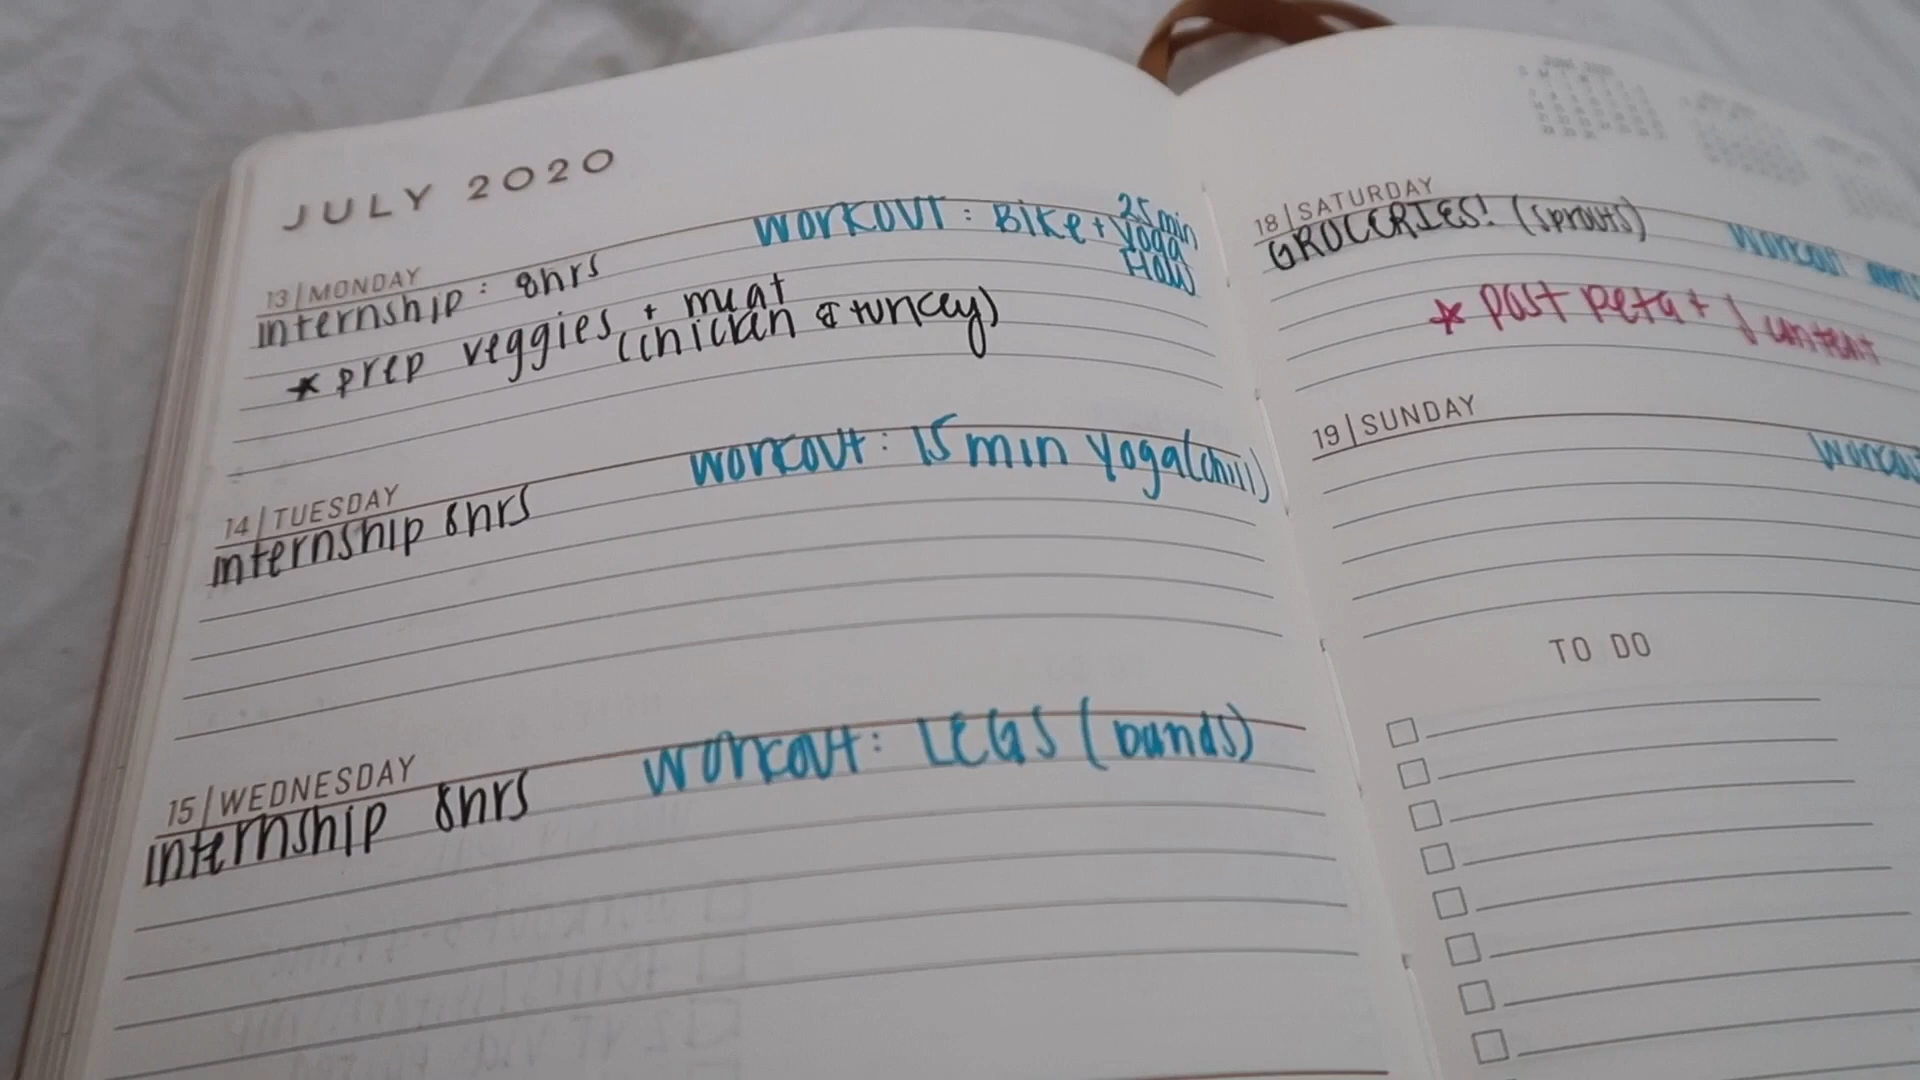 JULY 2020
WORKOUT: Bike + 25 min
yoga
Flow
13 | MONDAY
internship: 8hrs
* prep veggies + meat
(chicken & turkey)
WORKOUT: 15 min Yoga (chill)
14 | TUESDAY
internship 8hrs
WORKOUT: LEGS (bands)
15 | WEDNESDAY
internship 8hrs
18 | SATURDAY
GROCERIES! (sprouts)
Workout
* post
19 | SUNDAY
TO DO